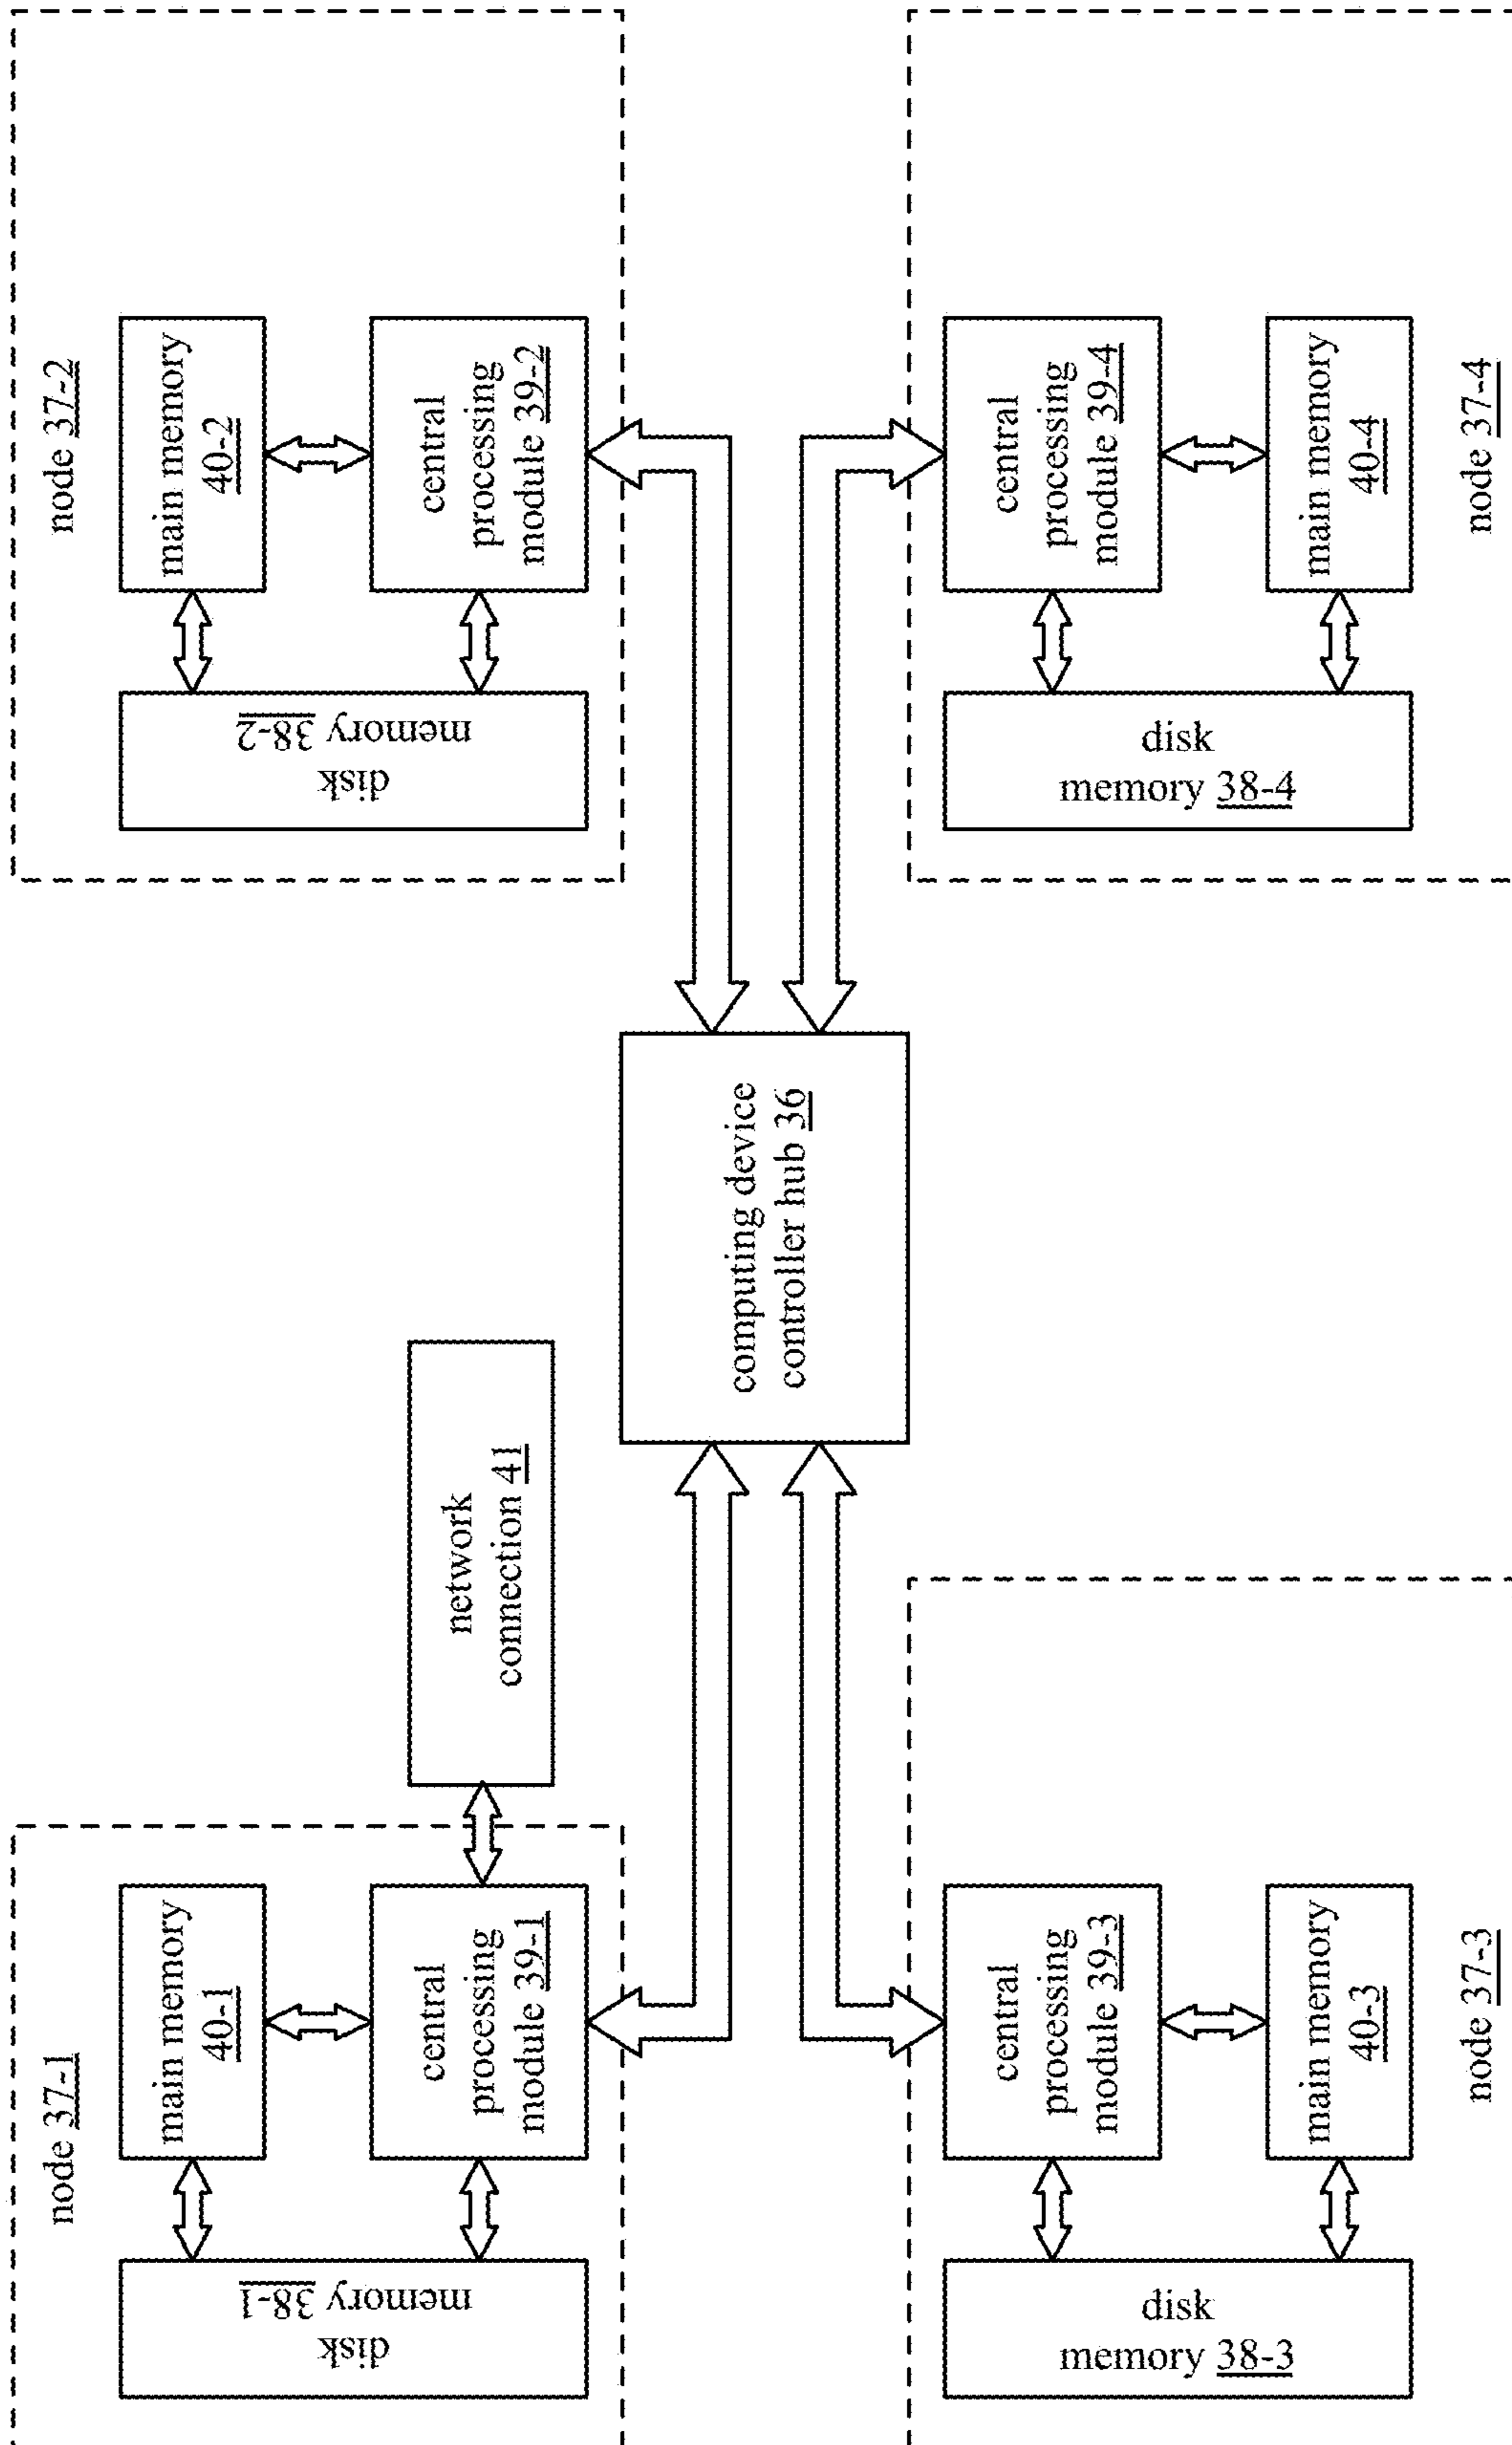 node 37-1
main memory
40-1
central
processing
module 39-1
disk
memory 38-1
network
connection 41
node 37-2
main memory
40-2
central
processing
module 39-2
disk
memory 38-2
computing device
controller hub 36
disk
memory 38-3
central
processing
module 39-3
main memory
40-3
node 37-3
disk
memory 38-4
central
processing
module 39-4
main memory
40-4
node 37-4